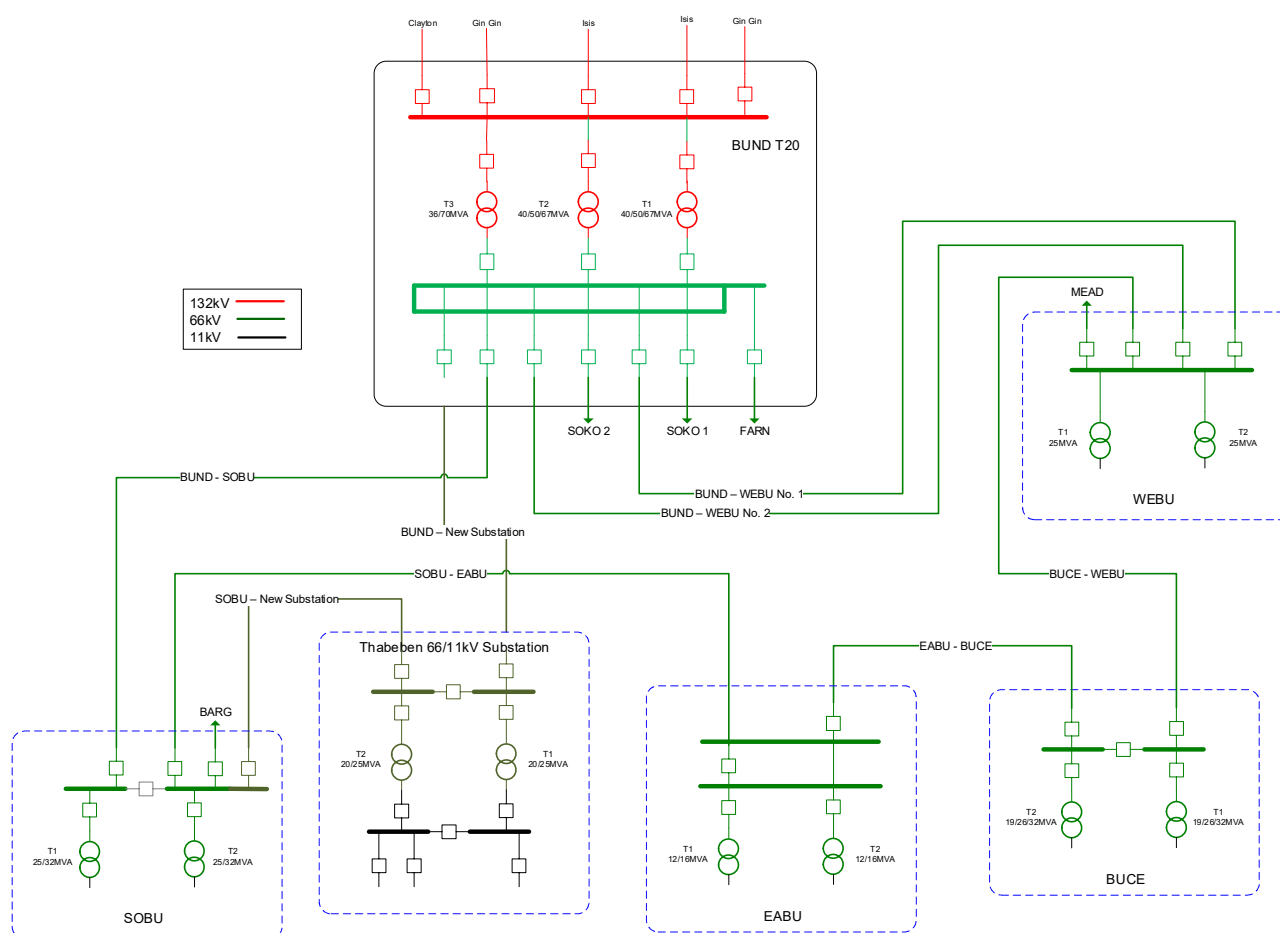 Clayton
Gin Gin
Isis
Isis
Gin Gin
BUND T20
T3
36/70MVA
T2
40/50/67MVA
T1
40/50/67MVA
132kV
66kV
11kV
MEAD
SOKO 2
SOKO 1
FARN
T1
25MVA
T2
25MVA
WEBU
BUND - SOBU
BUND – WEBU No. 1
BUND – WEBU No. 2
BUND – New Substation
SOBU - EABU
BUCE - WEBU
SOBU – New Substation
Thabeben 66/11kV Substation
EABU - BUCE
BARG
T2
20/25MVA
T1
20/25MVA
T1
25/32MVA
T2
25/32MVA
SOBU
T1
12/16MVA
T2
12/16MVA
EABU
T2
19/26/32MVA
T1
19/26/32MVA
BUCE